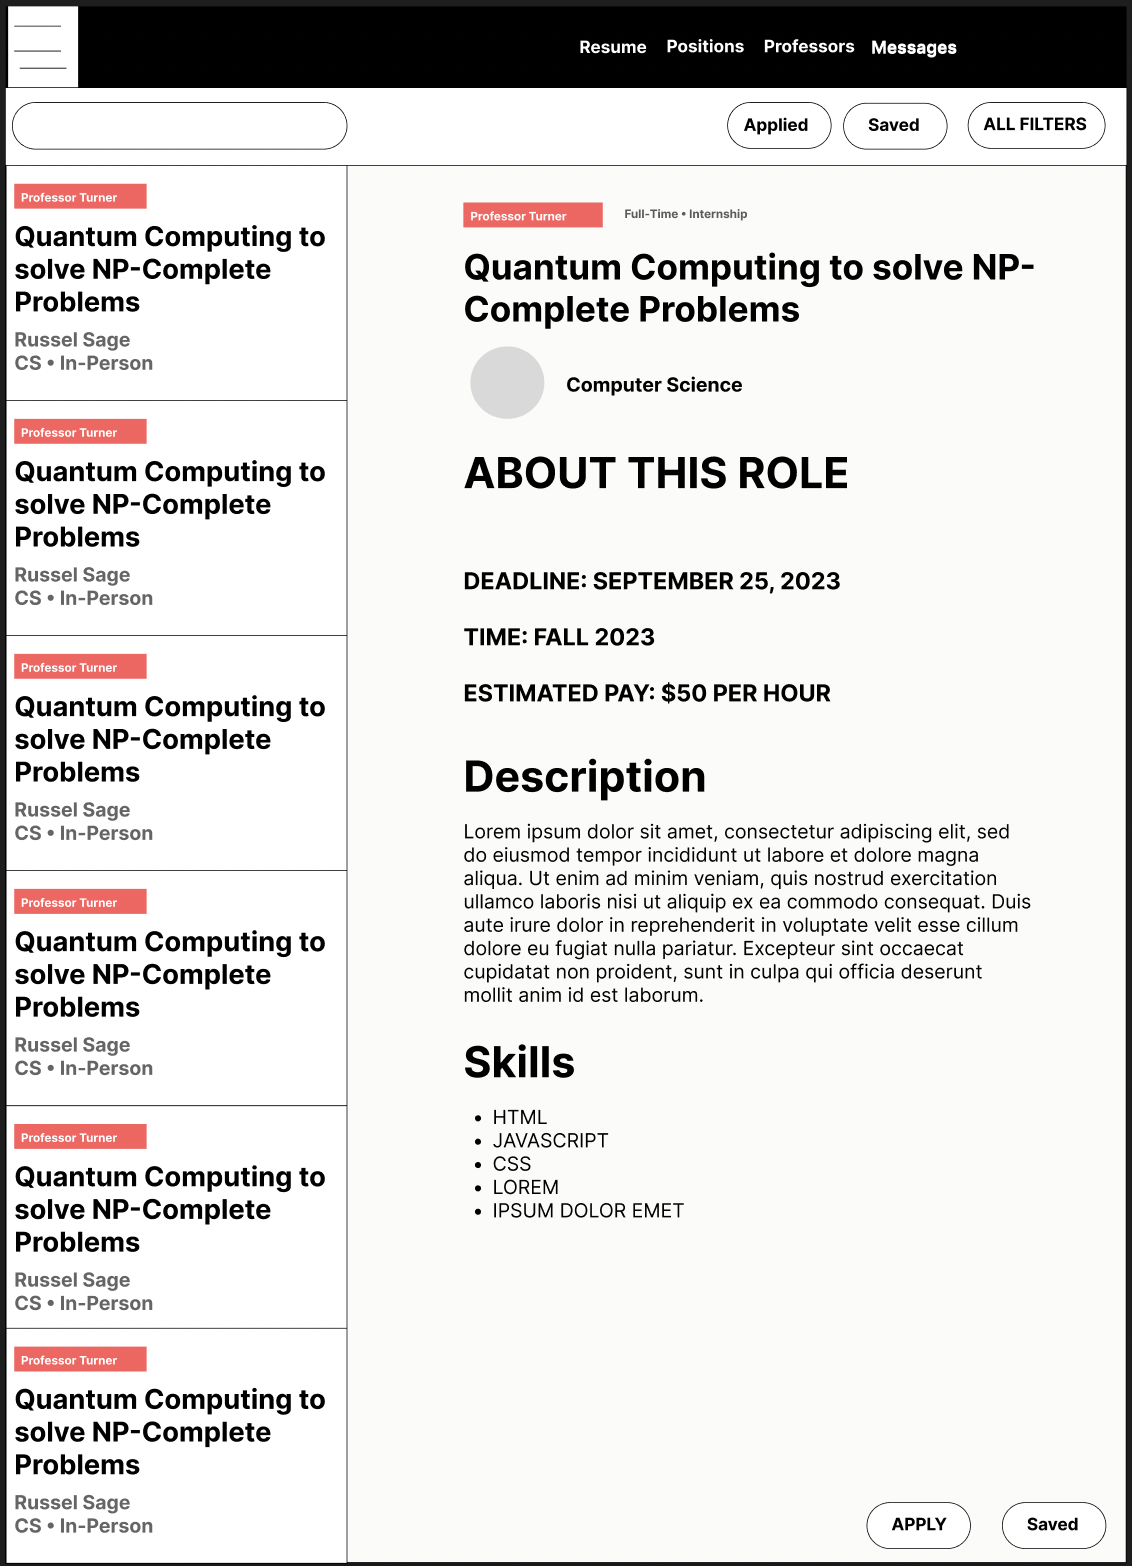 Resume Positions Professors Messages
Applied Saved ALL FILTERS
Professor Turner
Quantum Computing to
solve NP-Complete
Problems
Russel Sage
CS • In-Person
Professor Turner
Quantum Computing to
solve NP-Complete
Problems
Russel Sage
CS • In-Person
Professor Turner
Quantum Computing to
solve NP-Complete
Problems
Russel Sage
CS • In-Person
Professor Turner
Quantum Computing to
solve NP-Complete
Problems
Russel Sage
CS • In-Person
Professor Turner
Quantum Computing to
solve NP-Complete
Problems
Russel Sage
CS • In-Person
Professor Turner
Quantum Computing to
solve NP-Complete
Problems
Russel Sage
CS • In-Person
Professor Turner Full-Time • Internship
Quantum Computing to solve NP-
Complete Problems
Computer Science
ABOUT THIS ROLE
DEADLINE: SEPTEMBER 25, 2023
TIME: FALL 2023
ESTIMATED PAY: $50 PER HOUR
Description
Lorem ipsum dolor sit amet, consectetur adipiscing elit, sed
do eiusmod tempor incididunt ut labore et dolore magna
aliqua. Ut enim ad minim veniam, quis nostrud exercitation
ullamco laboris nisi ut aliquip ex ea commodo consequat. Duis
aute irure dolor in reprehenderit in voluptate velit esse cillum
dolore eu fugiat nulla pariatur. Excepteur sint occaecat
cupidatat non proident, sunt in culpa qui officia deserunt
mollit anim id est laborum.
Skills
• HTML
• JAVASCRIPT
• CSS
• LOREM
• IPSUM DOLOR EMET
APPLY Saved